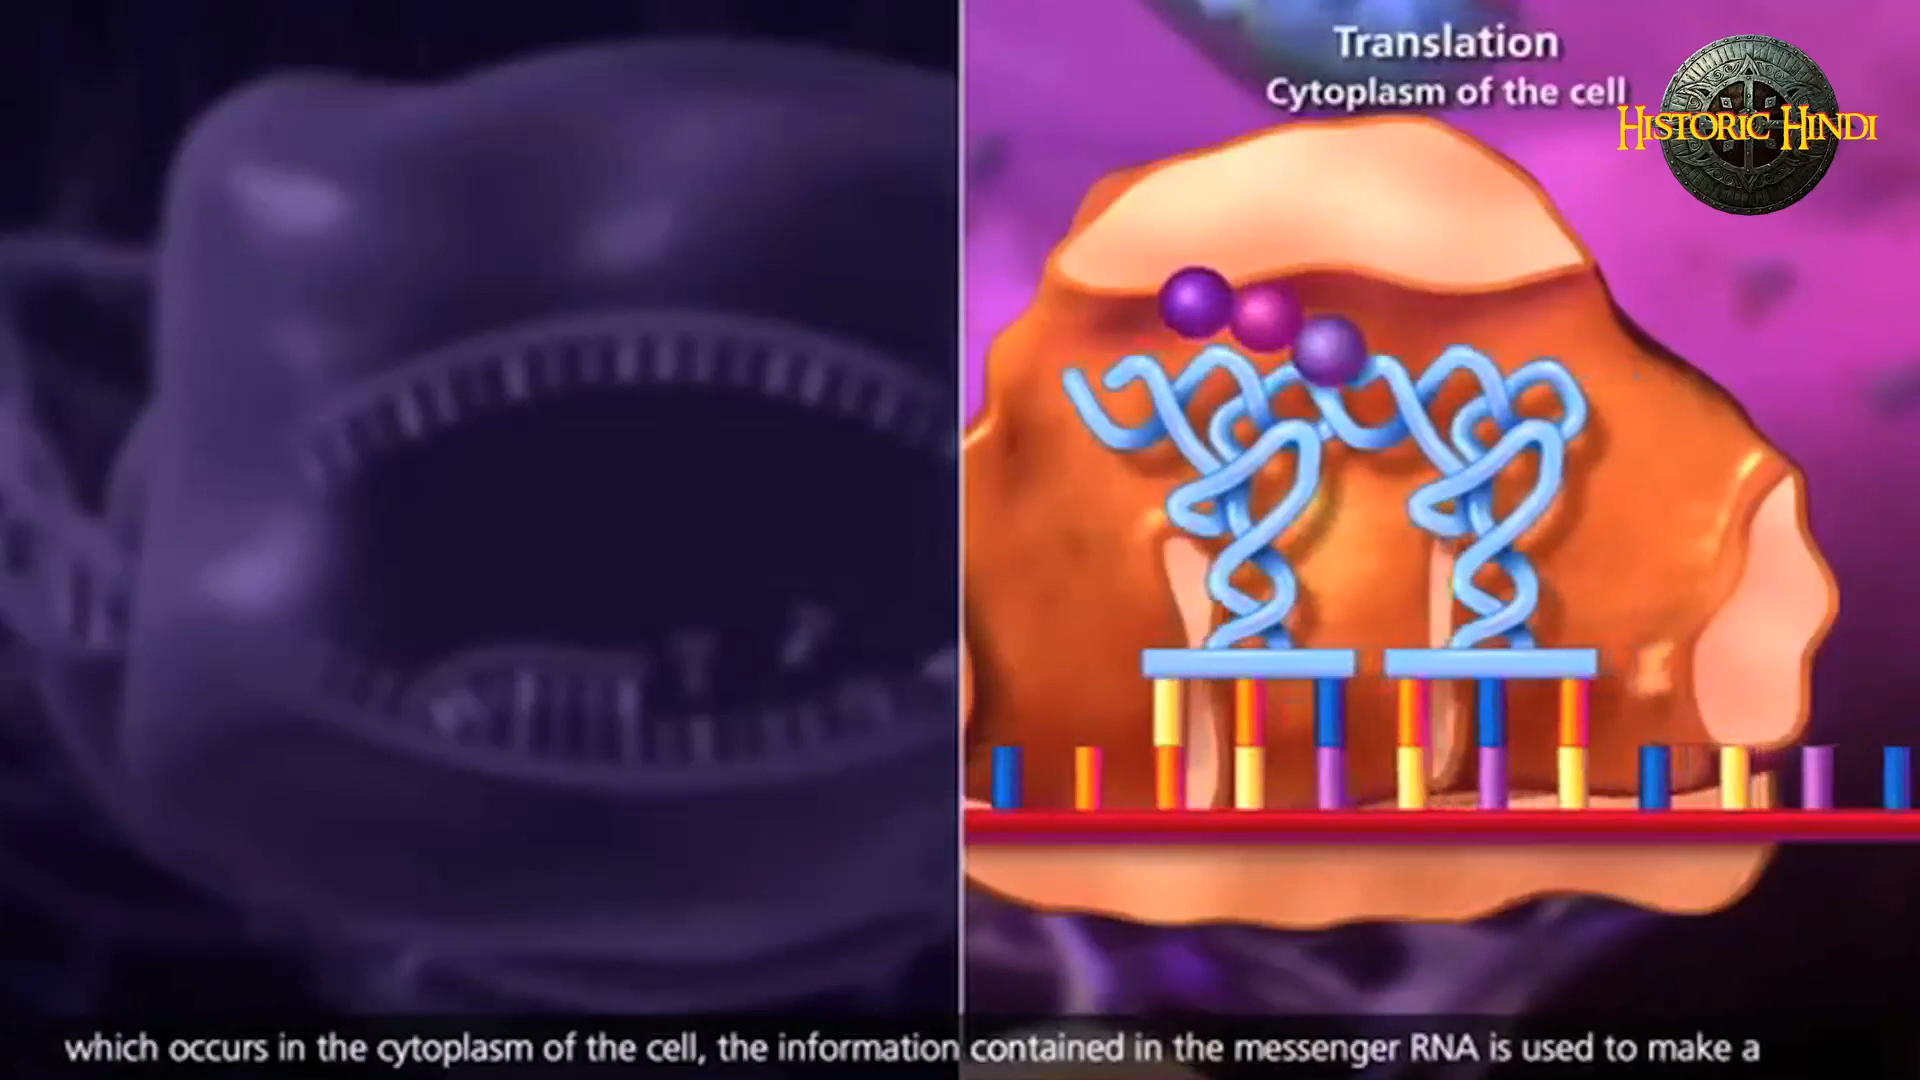 Translation
Cytoplasm of the cell
HISTORIC HINDI
which occurs in the cytoplasm of the cell, the information contained in the messenger RNA is used to make a